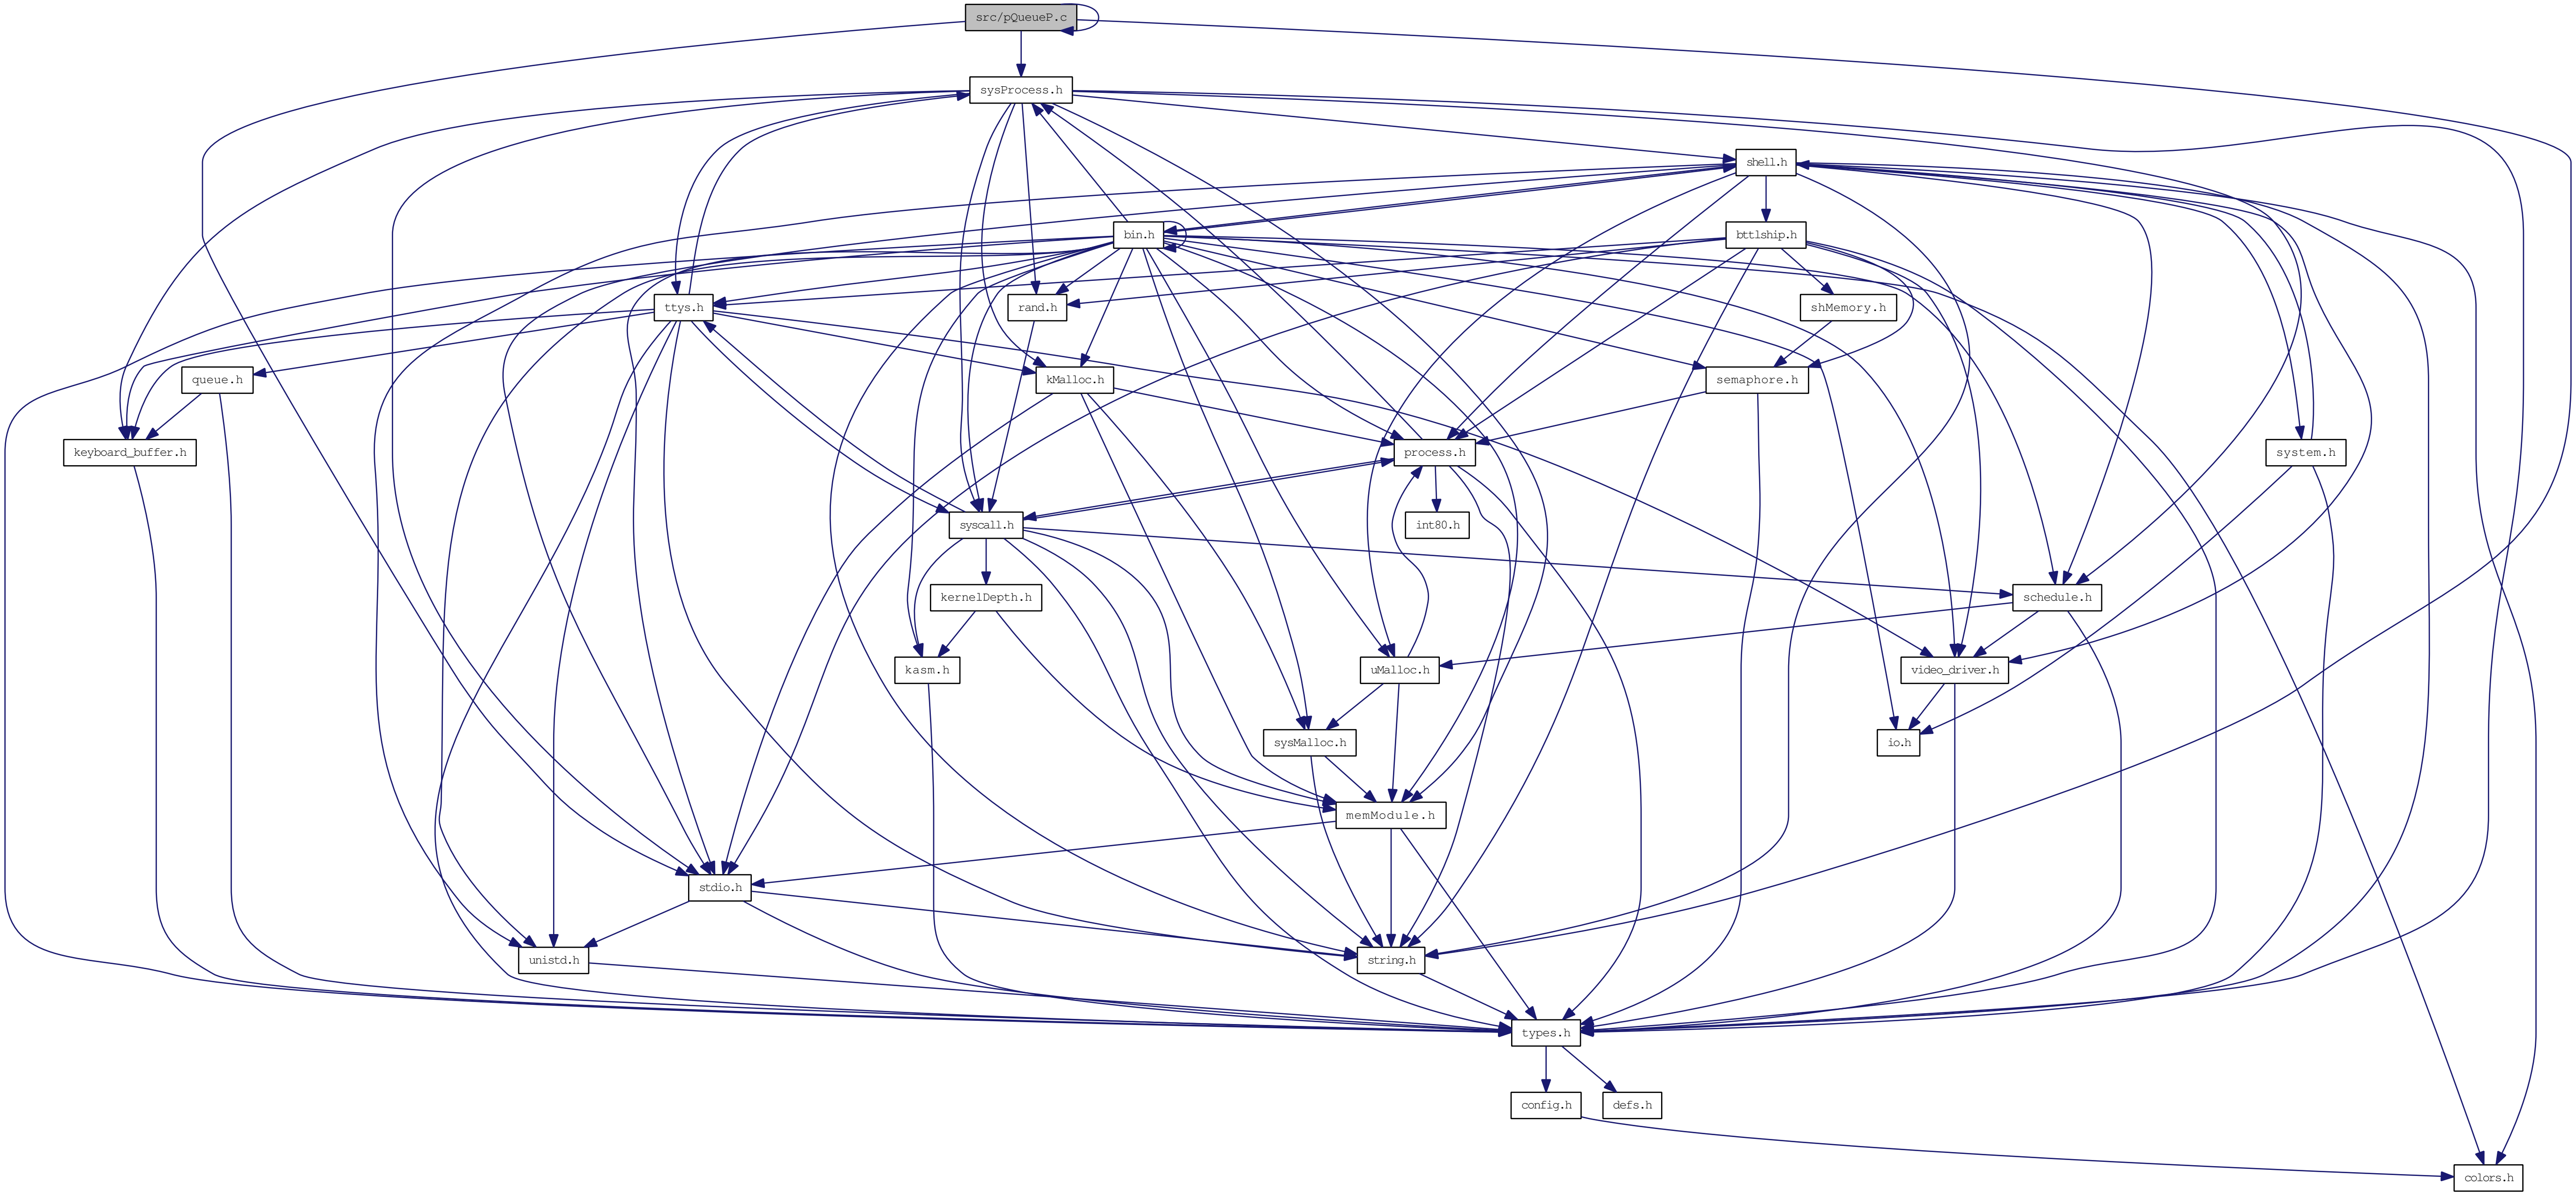 src/pQueueP.c
sysProcess.h
shell.h
bin.h
bttlship.h
ttys.h
rand.h
shMemory.h
queue.h
kMalloc.h
semaphore.h
keyboard_buffer.h
process.h
system.h
syscall.h
int80.h
kernelDepth.h
schedule.h
kasm.h
uMalloc.h
video_driver.h
sysMalloc.h
io.h
memModule.h
stdio.h
unistd.h
string.h
types.h
config.h
defs.h
colors.h